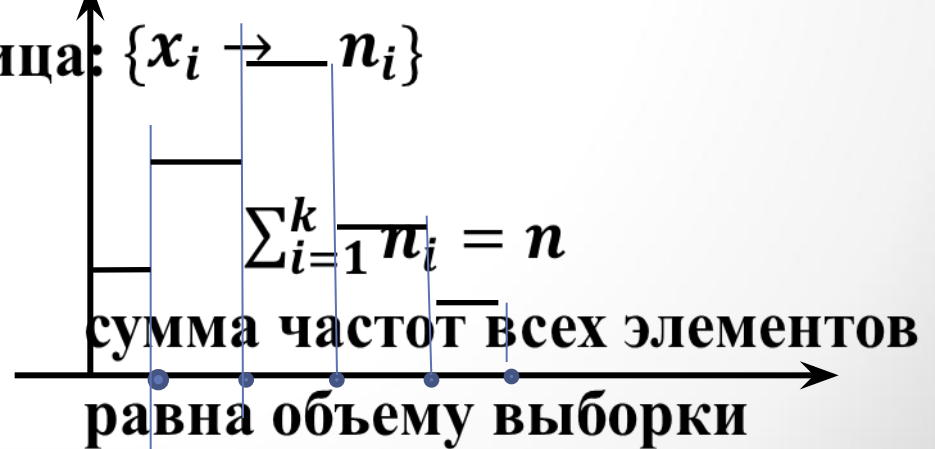 ица: {xᵢ → nᵢ}
∑ᵏᵢ₌₁ nᵢ = n
сумма частот всех элементов
равна объему выборки